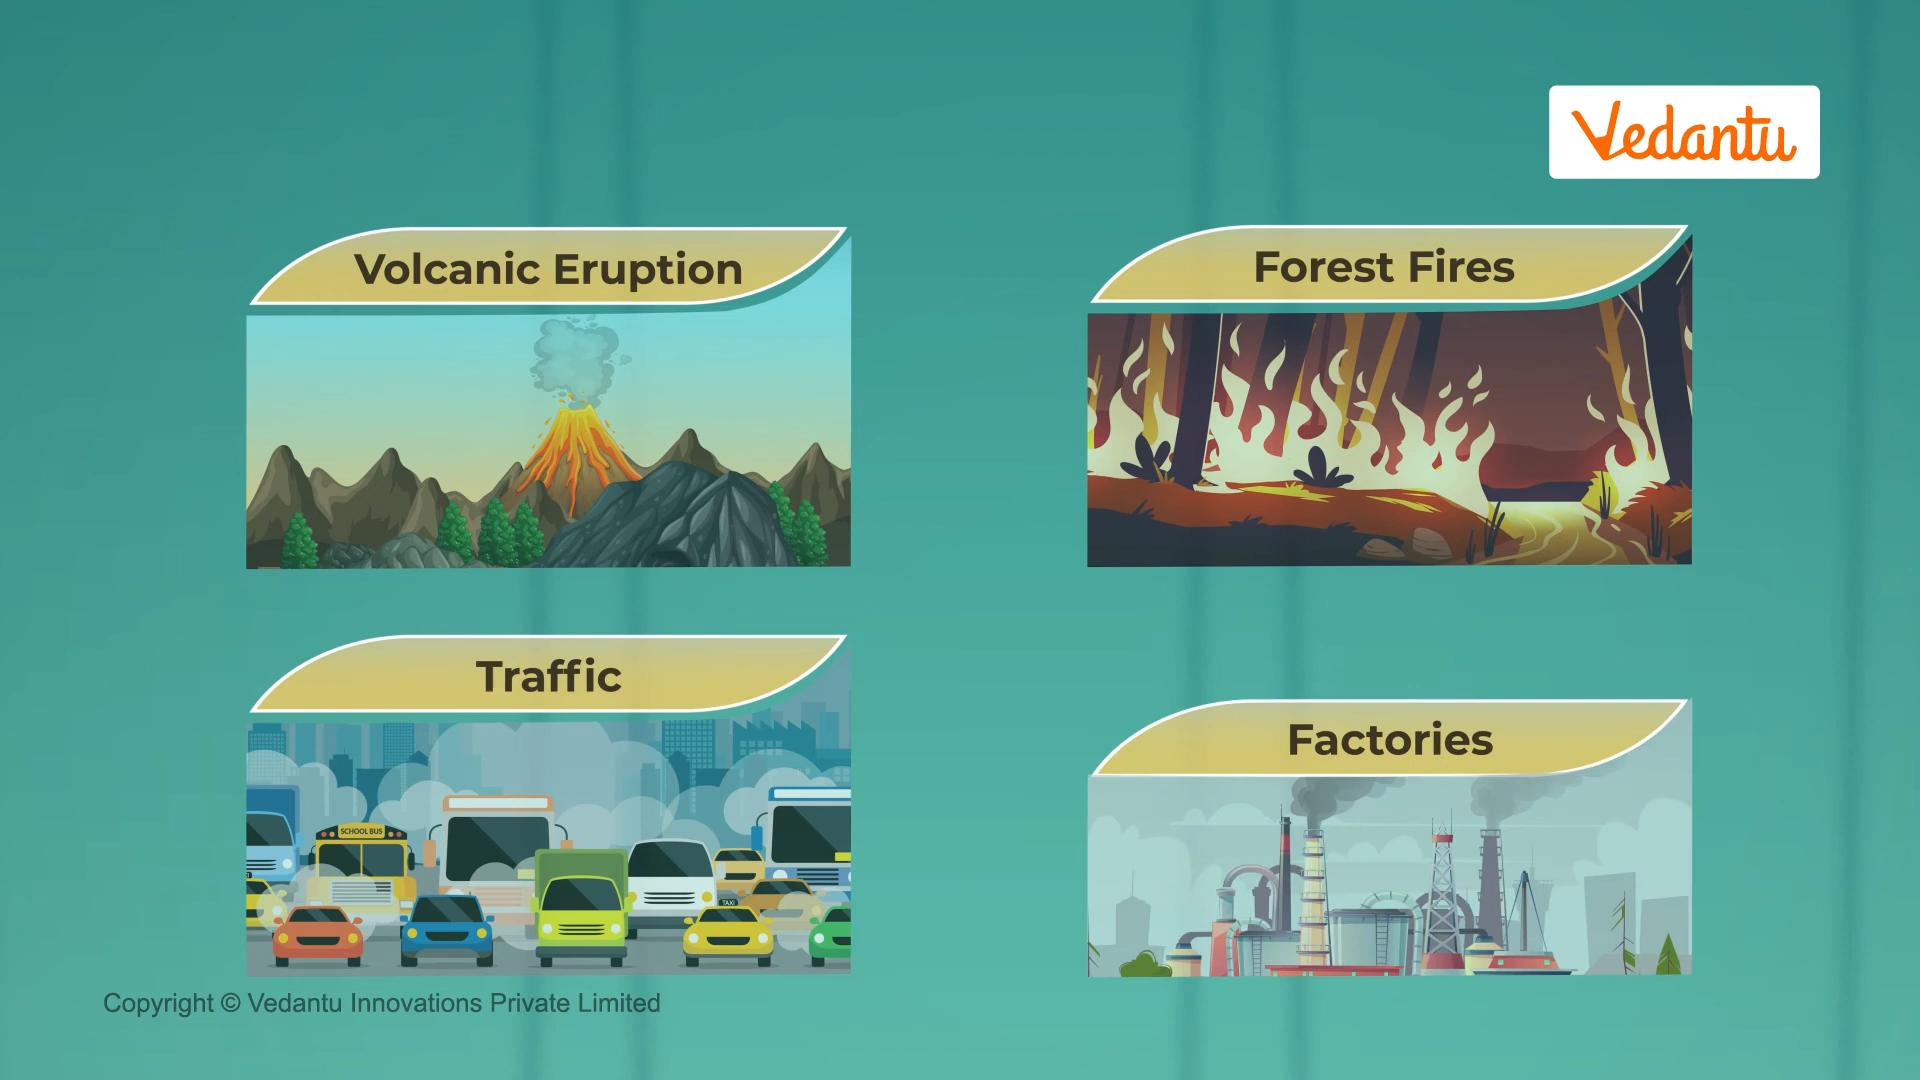 Vedantu
Volcanic Eruption
Forest Fires
Traffic
Factories
SCHOOL BUS
TAXI
Copyright © Vedantu Innovations Private Limited